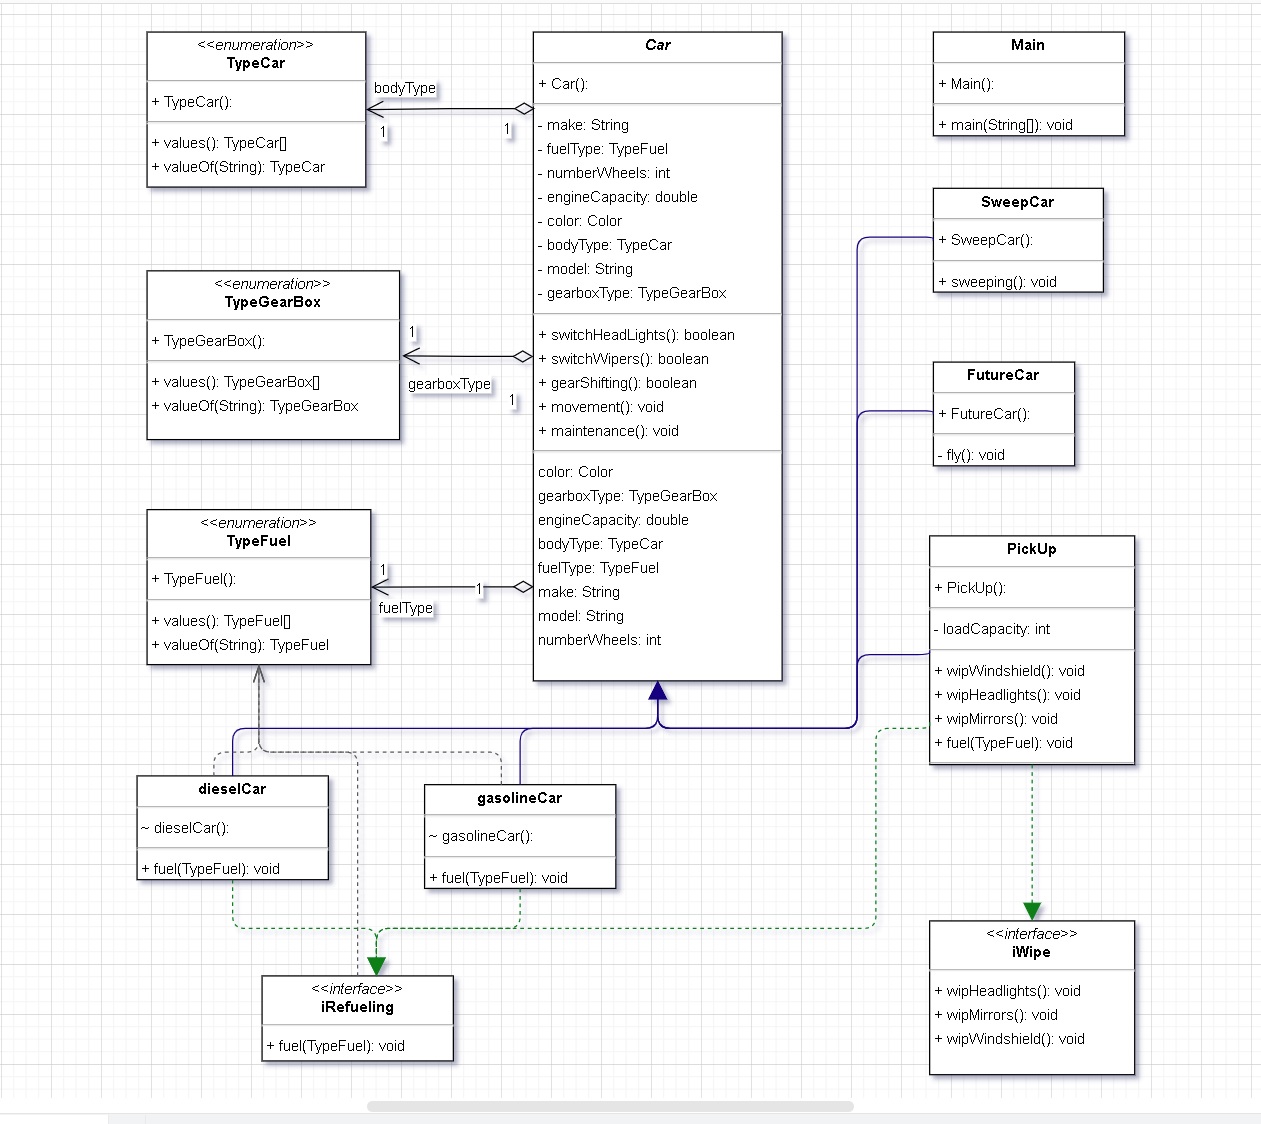 <<enumeration>>
TypeCar
+ TypeCar():
+ values(): TypeCar[]
+ valueOf(String): TypeCar
bodyType
1
1
Car
+ Car():
- make: String
- fuelType: TypeFuel
- numberWheels: int
- engineCapacity: double
- color: Color
- bodyType: TypeCar
- model: String
- gearboxType: TypeGearBox
+ switchHeadLights(): boolean
+ switchWipers(): boolean
+ gearShifting(): boolean
+ movement(): void
+ maintenance(): void
color: Color
gearboxType: TypeGearBox
engineCapacity: double
bodyType: TypeCar
fuelType: TypeFuel
make: String
model: String
numberWheels: int
Main
+ Main():
+ main(String[]): void
SweepCar
+ SweepCar():
+ sweeping(): void
<<enumeration>>
TypeGearBox
+ TypeGearBox():
+ values(): TypeGearBox[]
+ valueOf(String): TypeGearBox
1
gearboxType
1
FutureCar
+ FutureCar():
- fly(): void
<<enumeration>>
TypeFuel
+ TypeFuel():
+ values(): TypeFuel[]
+ valueOf(String): TypeFuel
1
1
fuelType
PickUp
+ PickUp():
- loadCapacity: int
+ wipWindshield(): void
+ wipHeadlights(): void
+ wipMirrors(): void
+ fuel(TypeFuel): void
dieselCar
~ dieselCar():
+ fuel(TypeFuel): void
gasolineCar
~ gasolineCar():
+ fuel(TypeFuel): void
<<interface>>
iRefueling
+ fuel(TypeFuel): void
<<interface>>
iWipe
+ wipHeadlights(): void
+ wipMirrors(): void
+ wipWindshield(): void